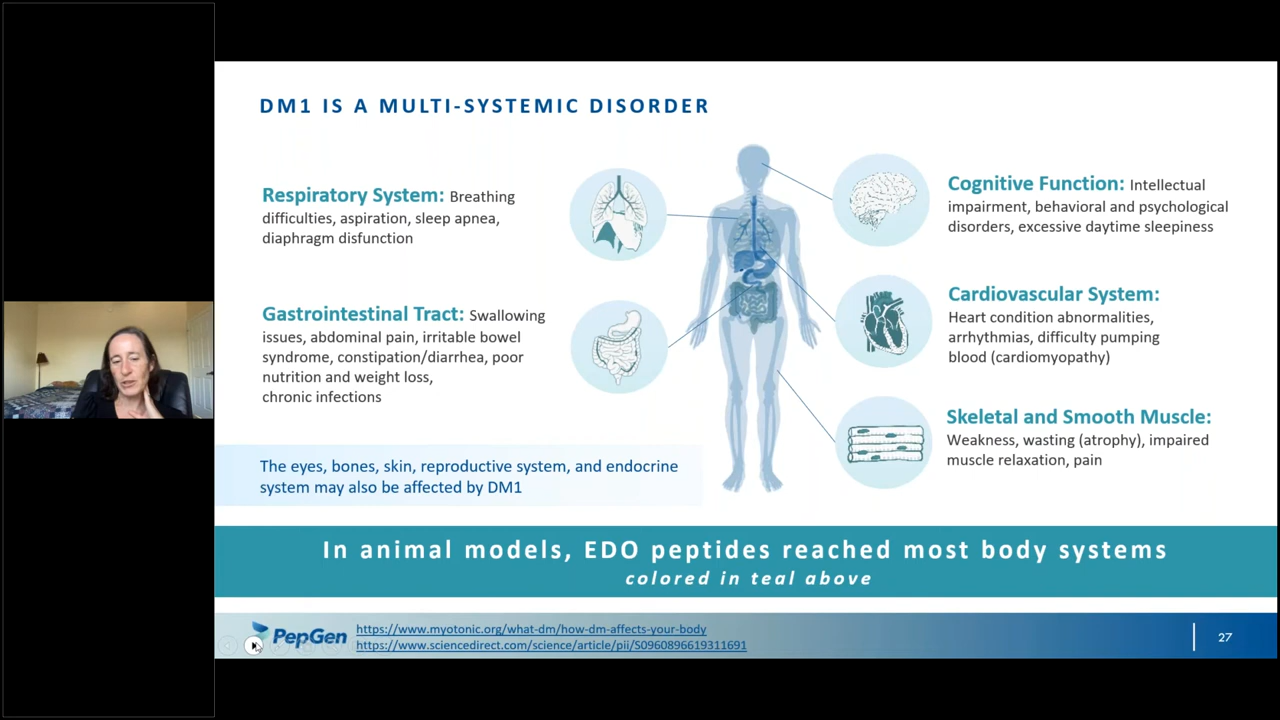 DM1 IS A MULTI-SYSTEMIC DISORDER
Respiratory System: Breathing
difficulties, aspiration, sleep apnea,
diaphragm disfunction
Gastrointestinal Tract: Swallowing
issues, abdominal pain, irritable bowel
syndrome, constipation/diarrhea, poor
nutrition and weight loss,
chronic infections
Cognitive Function: Intellectual
impairment, behavioral and psychological
disorders, excessive daytime sleepiness
Cardiovascular System:
Heart condition abnormalities,
arrhythmias, difficulty pumping
blood (cardiomyopathy)
Skeletal and Smooth Muscle:
Weakness, wasting (atrophy), impaired
muscle relaxation, pain
The eyes, bones, skin, reproductive system, and endocrine
system may also be affected by DM1
In animal models, EDO peptides reached most body systems
colored in teal above
PepGen
https://www.myotonic.org/what-dm/how-dm-affects-your-body
https://www.sciencedirect.com/science/article/pii/S0960896619311691
27